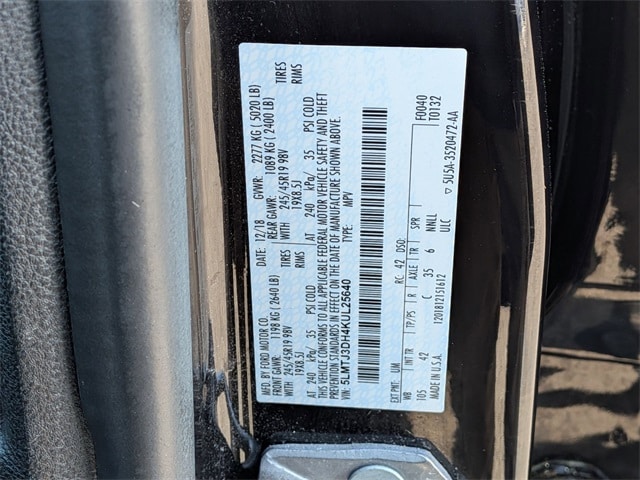 MFD. BY FORD MOTOR CO.
DATE: 12/18 GVWR: 2277 KG ( 5020 LB)
FRONT GAWR: 1198 KG (2640 LB) REAR GAWR: 1089 KG ( 2400 LB)
245/45R19 98V TIRES WITH 245/45R19 98V TIRES
19X8.5J RIMS 19X8.5J RIMS
AT 240 kPa/ 35 PSI COLD AT 240 kPa/ 35 PSI COLD
THIS VEHICLE CONFORMS TO ALL APPLICABLE FEDERAL MOTOR VEHICLE SAFETY AND THEFT
PREVENTION STANDARDS IN EFFECT ON THE DATE OF MANUFACTURE SHOWN ABOVE.
VIN: 5LMTJ3DH4KUL25640 TYPE: MPV
F0040
T0132
EXT PNT: UM RC: 42 DSO:
WB INT TR TP/PS R AXLE TR SPR
105 42 C 35 6 NNLL
MADE IN U.S.A. 1201812151612 ULC
5U5A-3520472-AA